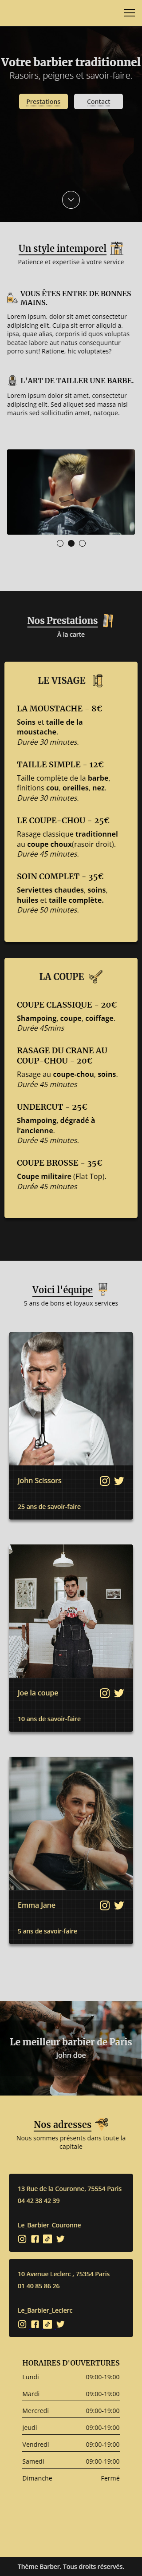 Votre barbier traditionnel
Rasoirs, peignes et savoir-faire.
Prestations
Contact
Un style intemporel
Patience et expertise à votre service
VOUS ÊTES ENTRE DE BONNES
MAINS.
Lorem ipsum, dolor sit amet consectetur
adipisicing elit. Culpa sit error aliquid a,
ipsa, quae alias, corporis in id quos voluptas
beatae aut labore natus consequuntur
porro sunt! Ratione, hic voluptates?
L'ART DE TAILLER UNE BARBE.
Lorem ipsum dolor sit amet, consectetur
adipiscing elit. Sed aliquet sed massa nisl
mauris sed sollicitudin amet, natoque.
Nos Prestations
À la carte
LE VISAGE
LA MOUSTACHE - 8€
Soins et taille de la
moustache.
Durée 30 minutes.
TAILLE SIMPLE - 12€
Taille complète de la barbe,
finitions cou, oreilles, nez.
Durée 30 minutes.
LE COUPE-CHOU - 25€
Rasage classique traditionnel
au coupe choux(rasoir droit).
Durée 45 minutes.
SOIN COMPLET - 35€
Serviettes chaudes, soins,
huiles et taille complète.
Durée 50 minutes.
LA COUPE
COUPE CLASSIQUE - 20€
Shampoing, coupe, coiffage.
Durée 45mins
RASAGE DU CRANE AU
COUP-CHOU - 20€
Rasage au coupe-chou, soins.
Durée 45 minutes
UNDERCUT - 25€
Shampoing, dégradé à
l'ancienne.
Durée 45 minutes.
COUPE BROSSE - 35€
Coupe militaire (Flat Top).
Durée 45 minutes
Voici l'équipe
5 ans de bons et loyaux services
John Scissors
25 ans de savoir-faire
Joe la coupe
10 ans de savoir-faire
Emma Jane
5 ans de savoir-faire
Le meilleur barbier de Paris
John doe
Nos adresses
Nous sommes présents dans toute la
capitale
13 Rue de la Couronne, 75554 Paris
04 42 38 42 39
Le_Barbier_Couronne
10 Avenue Leclerc , 75354 Paris
01 40 85 86 26
Le_Barbier_Leclerc
HORAIRES D'OUVERTURES
Lundi 09:00-19:00
Mardi 09:00-19:00
Mercredi 09:00-19:00
Jeudi 09:00-19:00
Vendredi 09:00-19:00
Samedi 09:00-19:00
Dimanche Fermé
Thème Barber, Tous droits réservés.